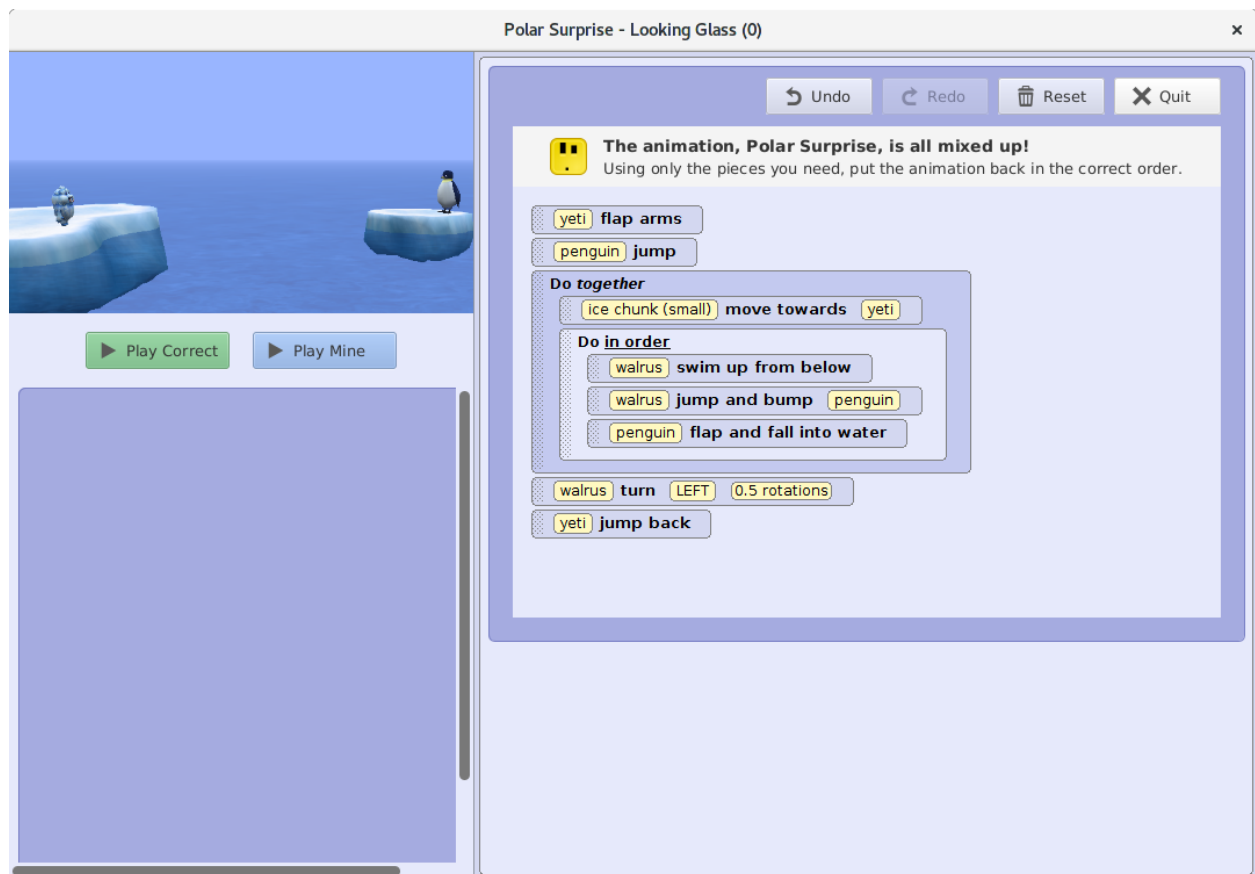 Polar Surprise - Looking Glass (0)
Undo Redo Reset Quit
The animation, Polar Surprise, is all mixed up!
Using only the pieces you need, put the animation back in the correct order.
yeti flap arms
penguin jump
Do together
ice chunk (small) move towards yeti
Do in order
walrus swim up from below
walrus jump and bump penguin
penguin flap and fall into water
walrus turn LEFT 0.5 rotations
yeti jump back
Play Correct Play Mine